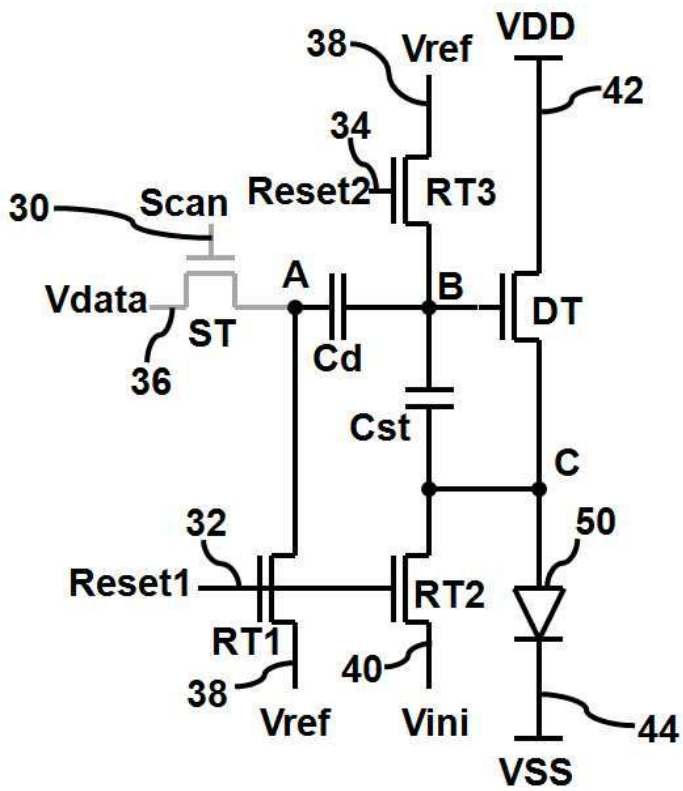 38
Vref
VDD
42
34
Reset2
RT3
30
Scan
A
B
Vdata
ST
DT
36
Cd
Cst
C
32
50
Reset1
RT2
RT1
38
40
Vref
Vini
44
VSS